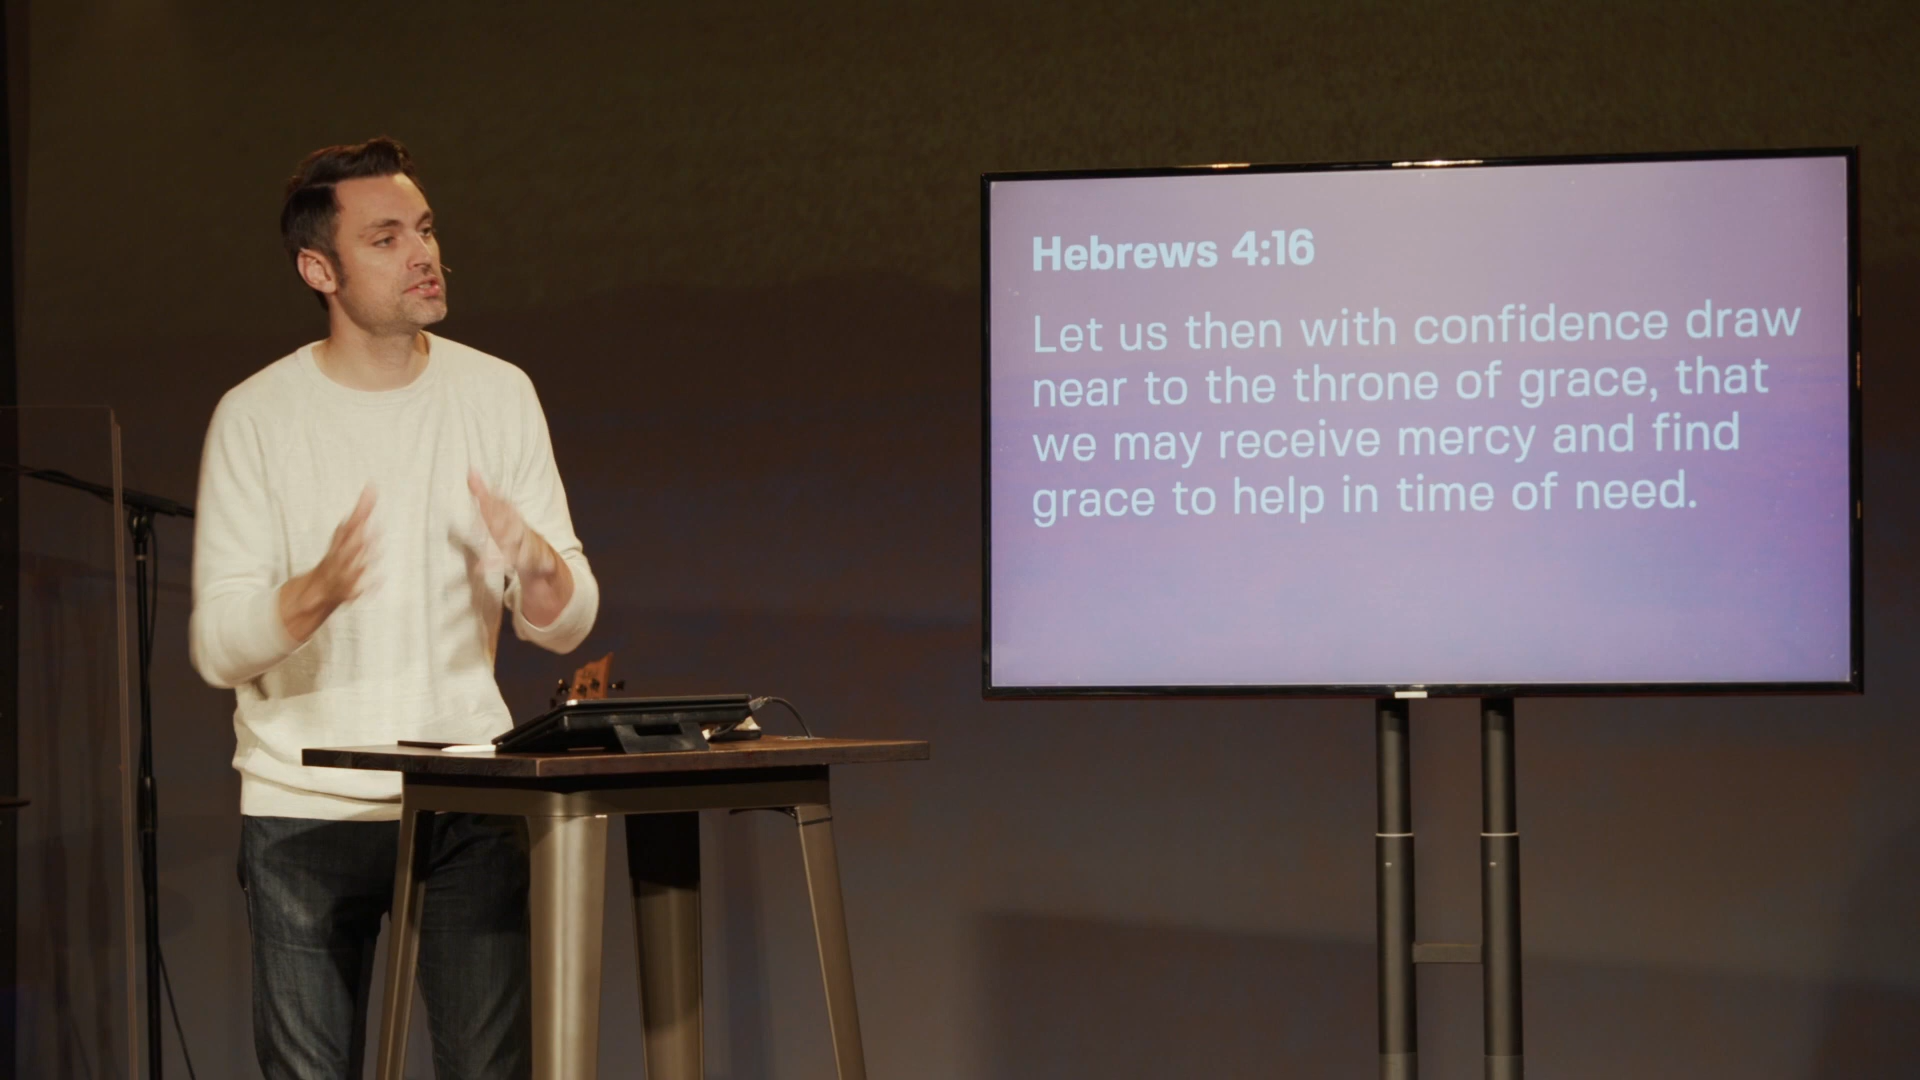 Hebrews 4:16
Let us then with confidence draw
near to the throne of grace, that
we may receive mercy and find
grace to help in time of need.